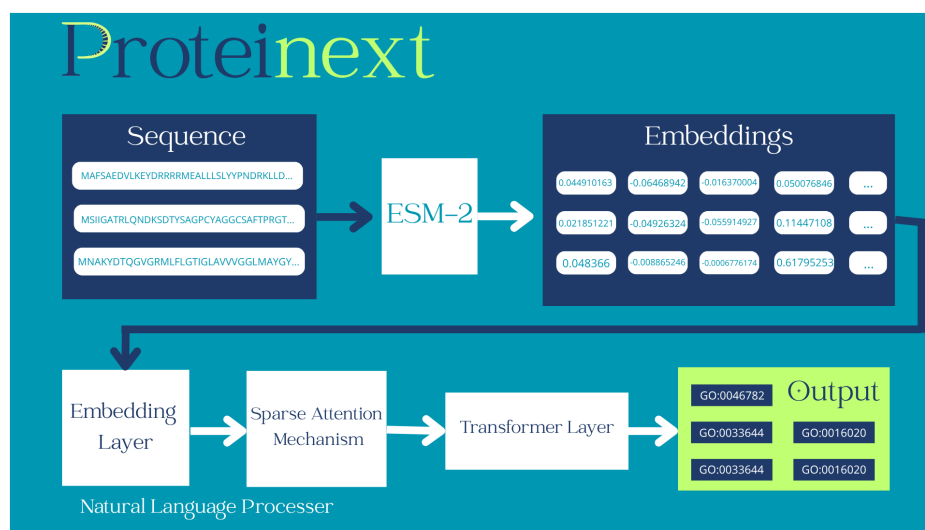 Proteinext
Sequence
MAFSAEDVLKEYDRRRRMEALLLSLYYPNDRKLLD...
MSIIGATRLQNDKSDTYSAGPCYAGGCSAFTPRGT...
MNAKYDTQGVGRMLFLGTIGLAVVVGGLMAYGY...
ESM-2
Embeddings
0.044910163 -0.06468942 -0.016370004 0.050076846 ...
0.021851221 -0.04926324 -0.055914927 0.11447108 ...
0.048366 -0.008865246 -0.0006776174 0.61795253 ...
Embedding
Layer
Sparse Attention
Mechanism
Transformer Layer
Output
GO:0046782
GO:0033644 GO:0016020
GO:0033644 GO:0016020
Natural Language Processer